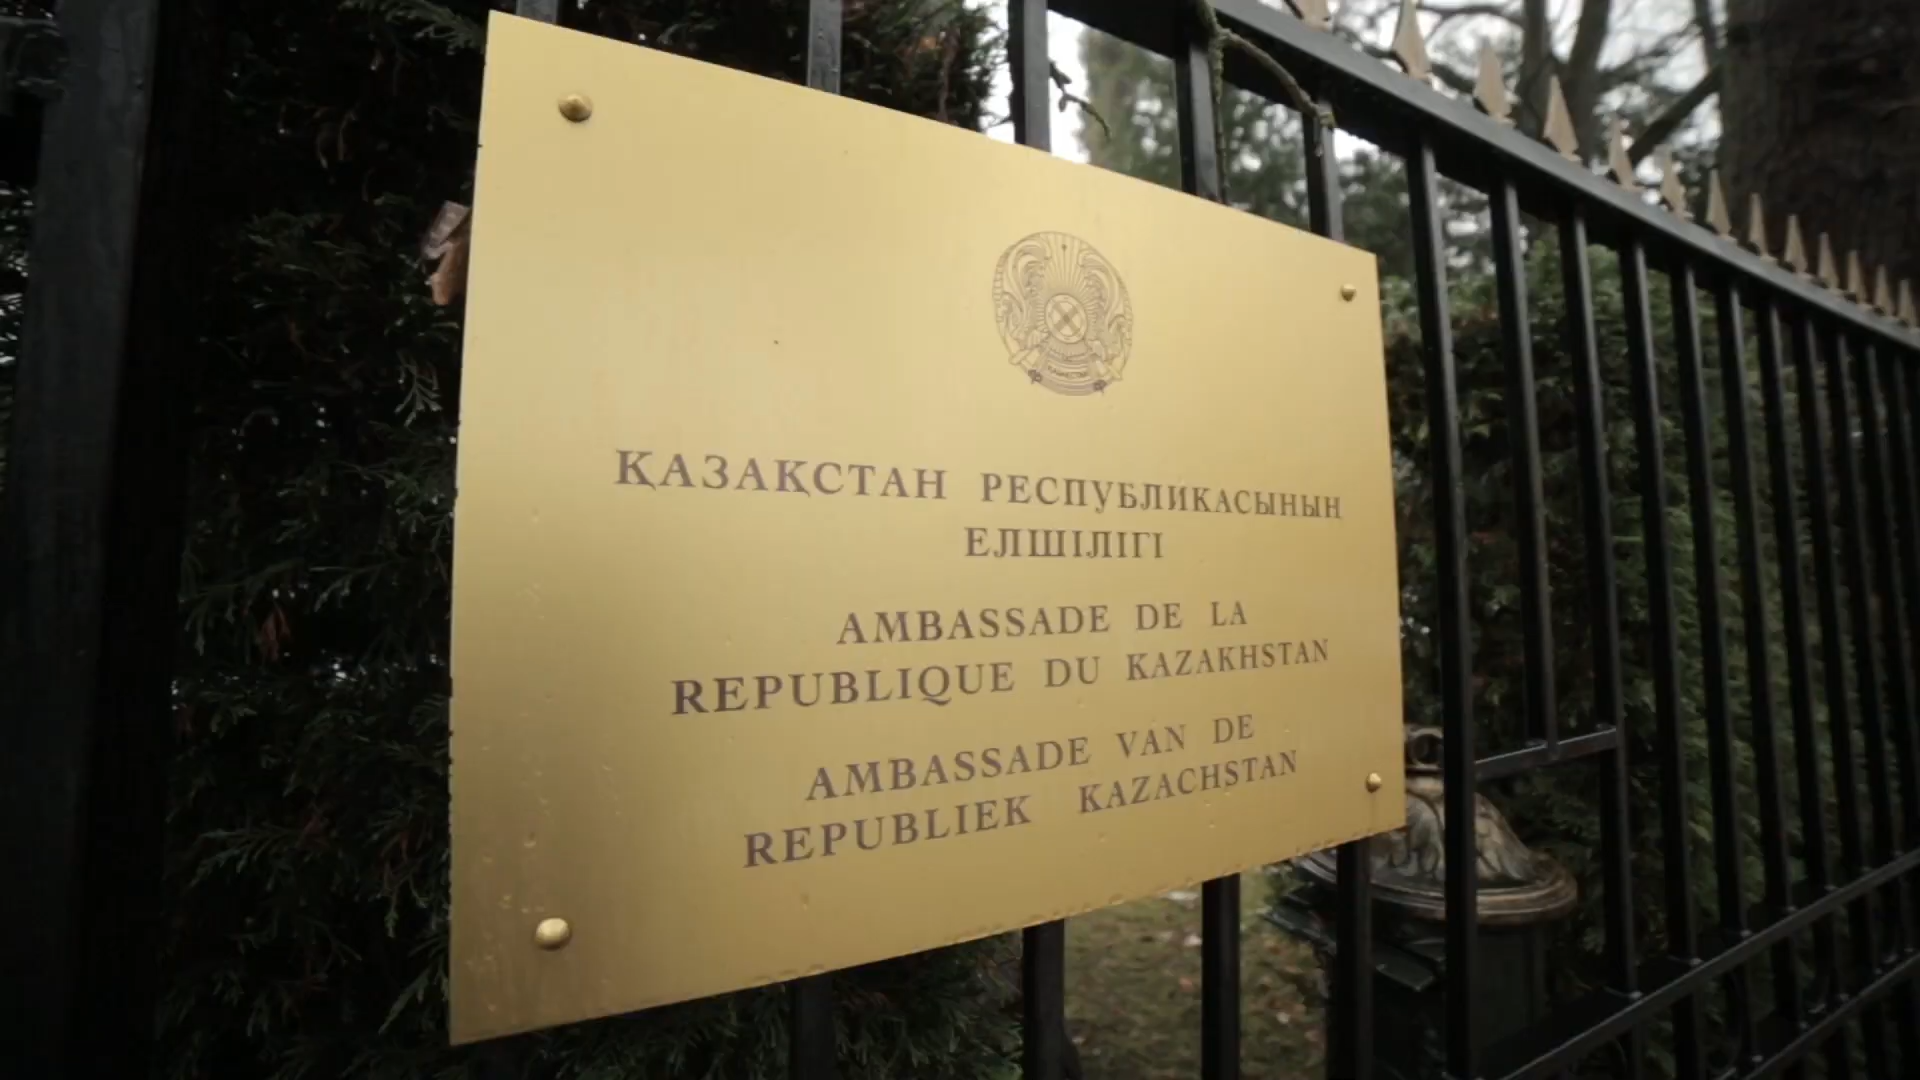 ҚАЗАҚСТАН РЕСПУБЛИКАСЫНЫҢ
ЕЛШІЛІГІ
AMBASSADE DE LA
REPUBLIQUE DU KAZAKHSTAN
AMBASSADE VAN DE
REPUBLIEK KAZACHSTAN